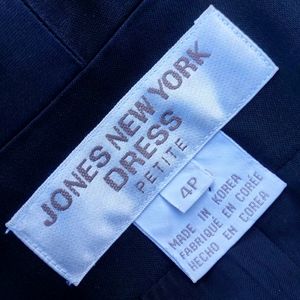 JONES NEW YORK
DRESS
PETITE
4P
MADE IN KOREA
FABRIQUÉ EN CORÉE
HECHO EN COREA